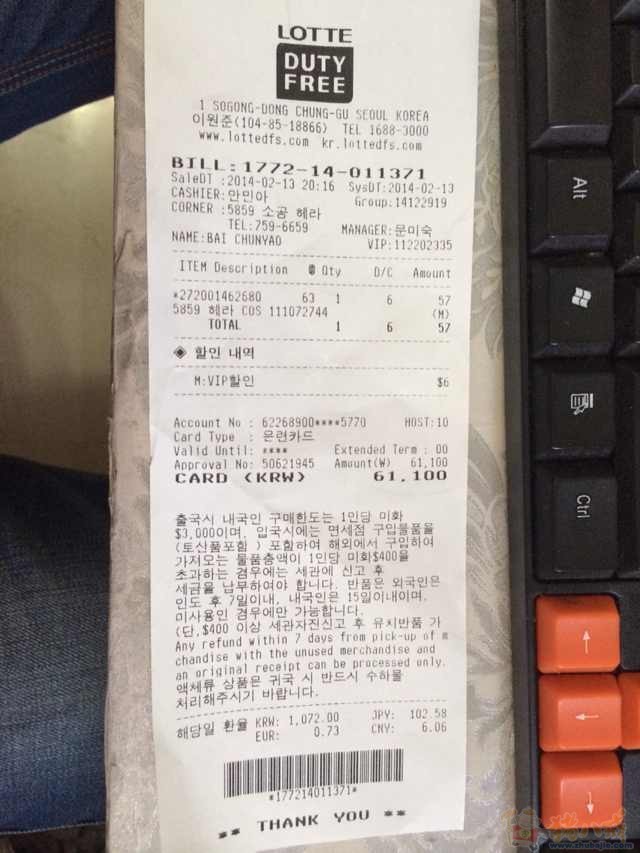 LOTTE
DUTY
FREE
1 SOGONG-DONG CHUNG-GU SEOUL KOREA
이원준(104-85-18866) TEL 1688-3000
www.lottedfs.com kr.lottedfs.com
BILL:1772-14-011371
SaleDT :2014-02-13 20:16 SysDT:2014-02-13
CASHIER:안민아 Group:14122919
CORNER :5859 소공 헤라
TEL:759-6659 MANAGER:문미숙
NAME:BAI CHUNYAO VIP:112202335
ITEM Description @ Qty D/C Amount
*272001462680 63 1 6 57
5859 헤라 COS 111072744 (M)
TOTAL 1 6 57
◈ 할인 내역
M:VIP할인 $6
Account No : 62268900****5770 HOST:10
Card Type : 은련카드
Valid Until: **** Extended Term : 00
Approval No: 50621945 Amount(W) 61,100
CARD (KRW) 61,100
출국시 내국인 구매한도는 1인당 미화
$3,000이며, 입국시에는 면세점 구입물품을
(토산품포함 ) 포함하여 해외에서 구입하여
가져오는 물품총액이 1인당 미화$400을
초과하는 경우에는 세관에 신고 후
세금을 납부하여야 합니다. 반품은 외국인은
인도 후 7일이내, 내국인은 15일이내이며,
미사용인 경우에만 가능합니다.
(단,$400 이상 세관자진신고 후 유치반품 가
Any refund within 7 days from pick-up of m
chandise with the unused merchandise and
an original receipt can be processed only.
액체류 상품은 귀국 시 반드시 수하물
처리해주시기 바랍니다.
해당일 환율 KRW: 1,072.00 JPY: 102.58
EUR: 0.73 CNY: 6.06
*177214011371*
** THANK YOU **
Alt
Ctrl
www.zhubajie.com